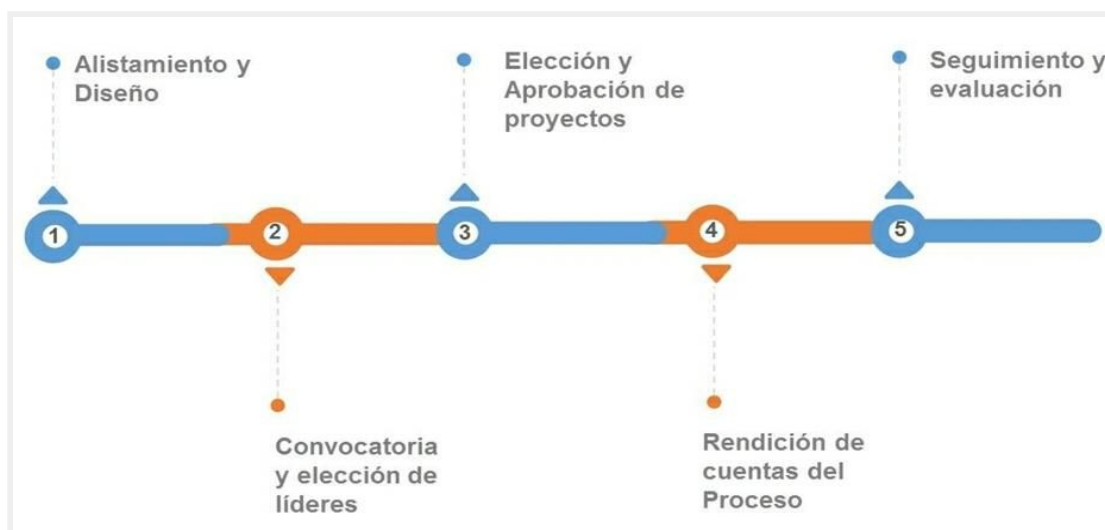 Alistamiento y
Diseño
Elección y
Aprobación de
proyectos
Seguimiento y
evaluación
1
2
3
4
5
Convocatoria
y elección de
líderes
Rendición de
cuentas del
Proceso